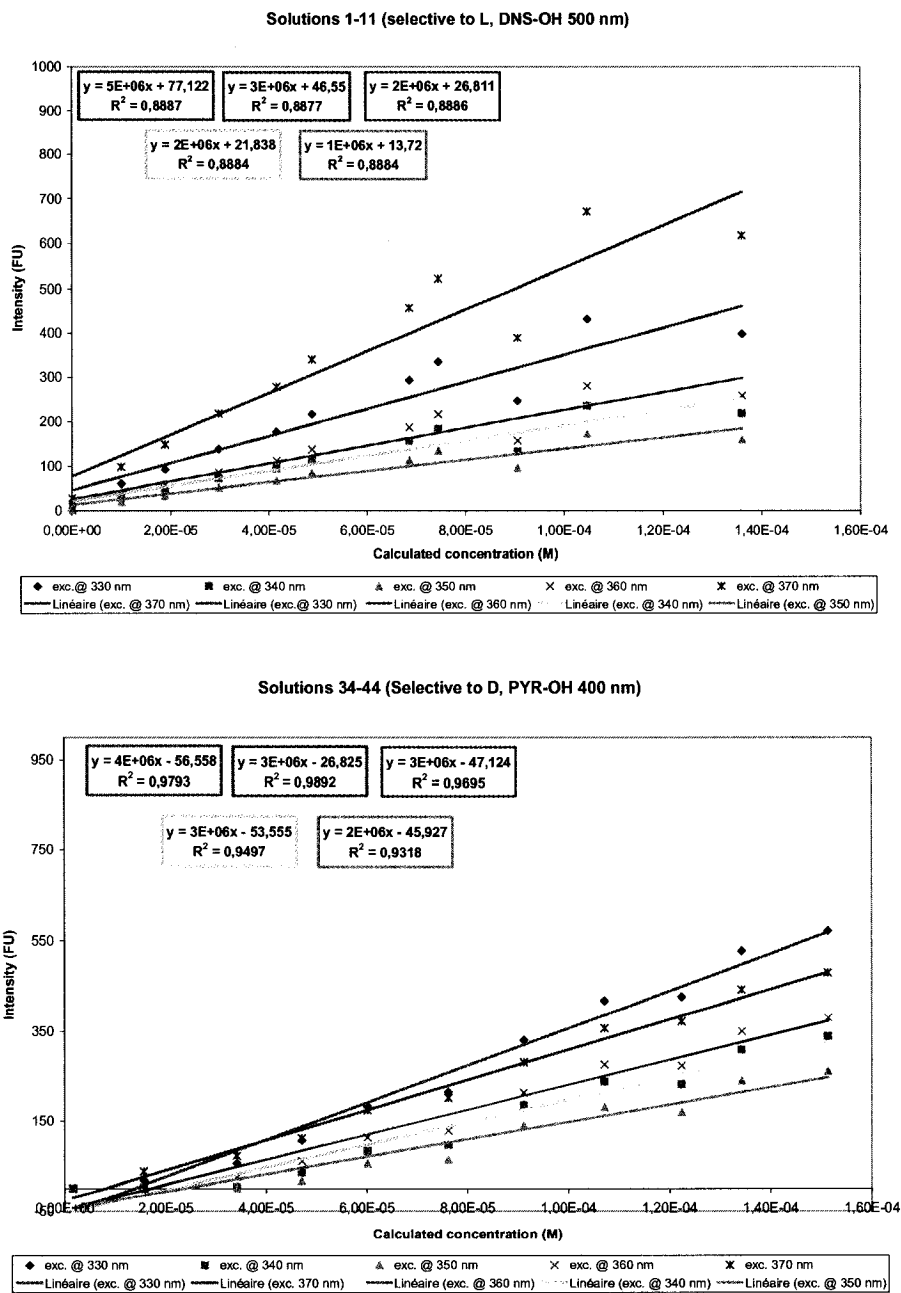 Solutions 1-11 (selective to L, DNS-OH 500 nm)
1000
900
800
700
600
500
400
300
200
100
0
Intensity (FU)
y = 5E+06x + 77,122
R² = 0,8887
y = 3E+06x + 46,55
R² = 0,8877
y = 2E+06x + 26,811
R² = 0,8886
y = 2E+06x + 21,838
R² = 0,8884
y = 1E+06x + 13,72
R² = 0,8884
0,00E+00 2,00E-05 4,00E-05 6,00E-05 8,00E-05 1,00E-04 1,20E-04 1,40E-04 1,60E-04
Calculated concentration (M)
exc.@ 330 nm exc. @ 340 nm exc. @ 350 nm exc. @ 360 nm exc. @ 370 nm
Linéaire (exc. @ 370 nm) Linéaire (exc.@ 330 nm) Linéaire (exc. @ 360 nm) Linéaire (exc. @ 340 nm) Linéaire (exc. @ 350 nm)
Solutions 34-44 (Selective to D, PYR-OH 400 nm)
950
750
550
350
150
Intensity (FU)
y = 4E+06x - 56,558
R² = 0,9793
y = 3E+06x - 26,825
R² = 0,9892
y = 3E+06x - 47,124
R² = 0,9695
y = 3E+06x - 53,555
R² = 0,9497
y = 2E+06x - 45,927
R² = 0,9318
2,00E-05 4,00E-05 6,00E-05 8,00E-05 1,00E-04 1,20E-04 1,40E-04 1,60E-04
Calculated concentration (M)
exc. @ 330 nm exc. @ 340 nm exc. @ 350 nm exc. @ 360 nm exc. 370 nm
Linéaire (exc. @ 330 nm) Linéaire (exc. 370 nm) Linéaire (exc. @ 360 nm) Linéaire (exc. @ 340 nm) Linéaire (exc. @ 350 nm)